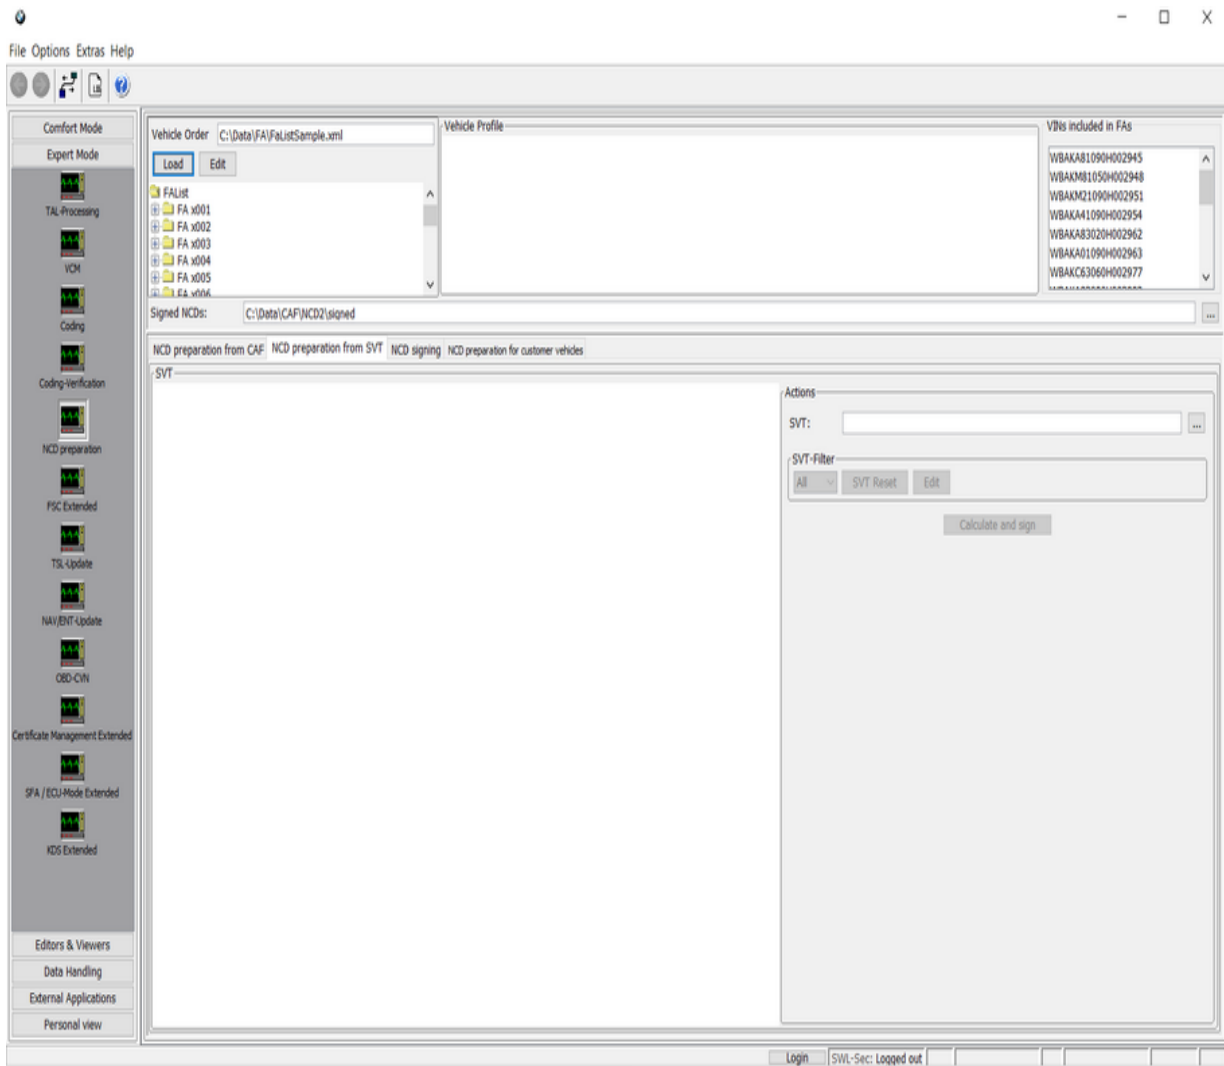 File Options Extras Help
Comfort Mode
Expert Mode
TAL-Processing
VCM
Coding
Coding-Verification
NCD preparation
FSC Extended
TSL-Update
NAV/ENT-Update
OBD-CVN
Certificate Management Extended
SFA / ECU-Mode Extended
KDS Extended
Editors & Viewers
Data Handling
External Applications
Personal view
Vehicle Order C:\Data\FA\FaListSample.xml
Load Edit
FAList
FA x001
FA x002
FA x003
FA x004
FA x005
FA x006
Vehicle Profile
VINs included in FAs
WBAKA81090H002945
WBAKM81050H002948
WBAKM21090H002951
WBAKA41090H002954
WBAKA83020H002962
WBAKA01090H002963
WBAKC63060H002977
Signed NCDs: C:\Data\CAF\NCD2\signed ...
NCD preparation from CAF NCD preparation from SVT NCD signing NCD preparation for customer vehicles
SVT
Actions
SVT: ...
SVT-Filter
All SVT Reset Edit
Calculate and sign
Login SWL-Sec: Logged out